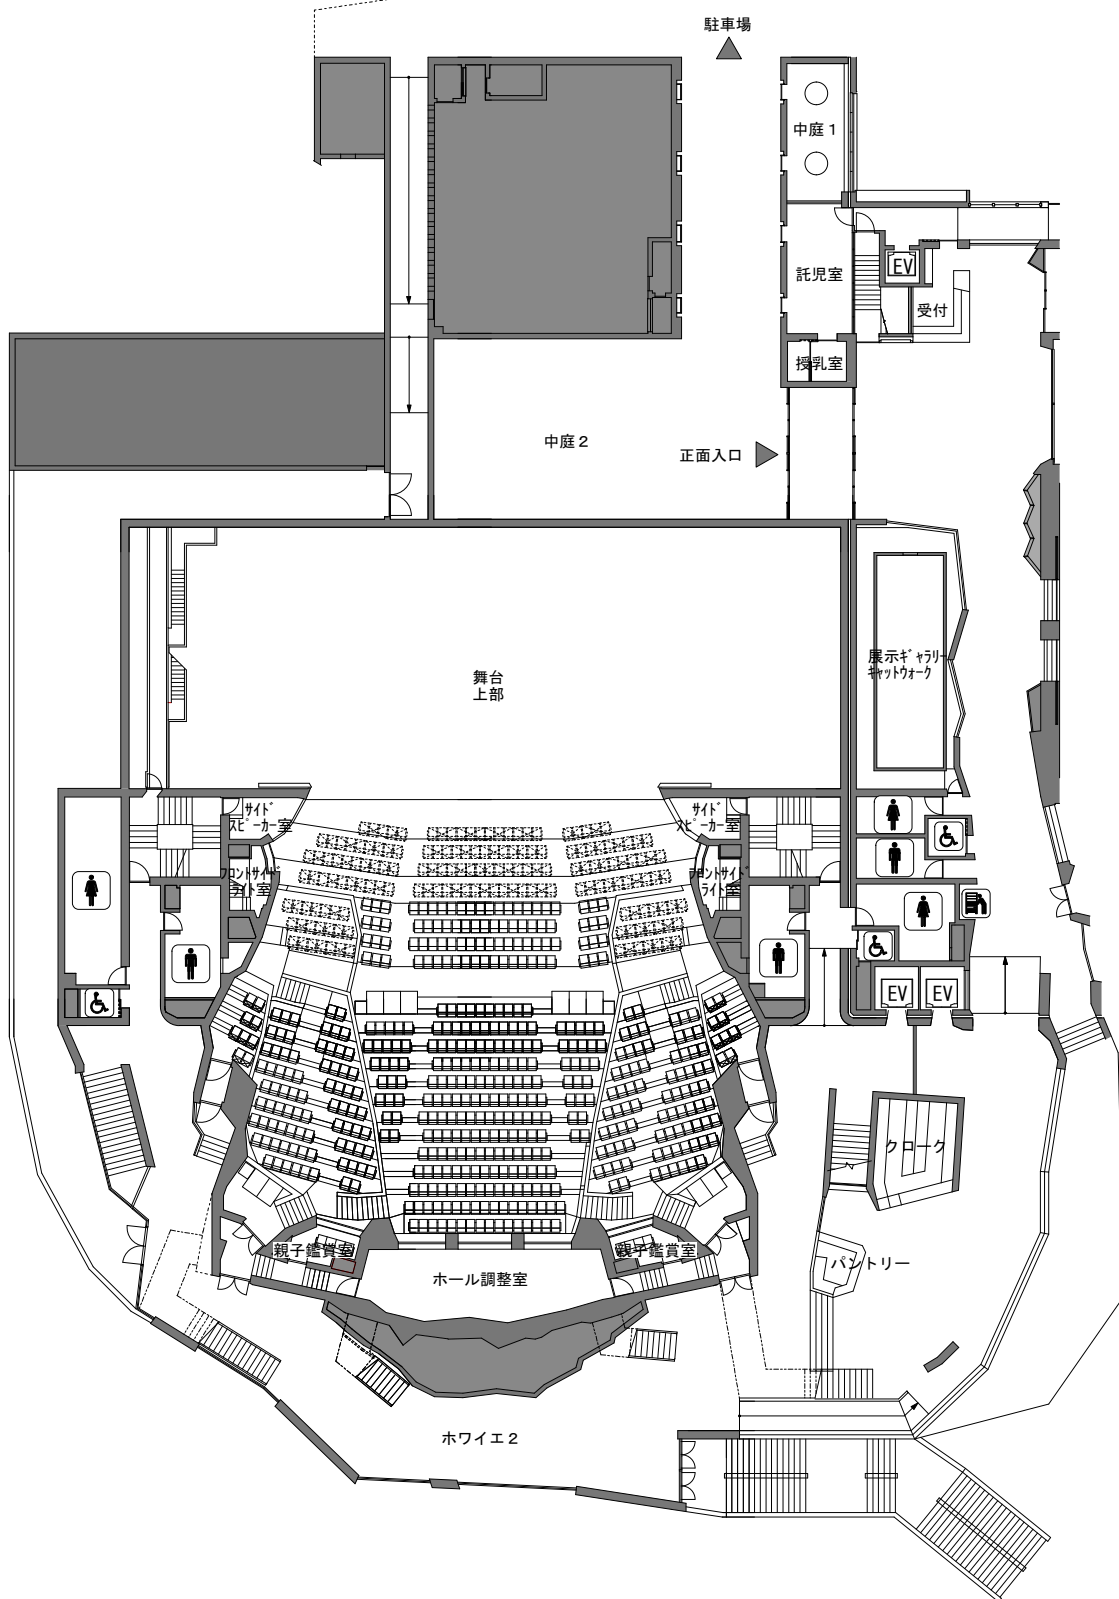 駐車場
中庭1
託児室
EV
受付
授乳室
中庭2
正面入口
展示ギャラリー
キャットウォーク
舞台
上部
サイド
スピーカー室
サイド
スピーカー室
フロントサイド
ライト室
フロントサイド
ライト室
EV
EV
クローク
親子鑑賞室
親子鑑賞室
パントリー
ホール調整室
ホワイエ2